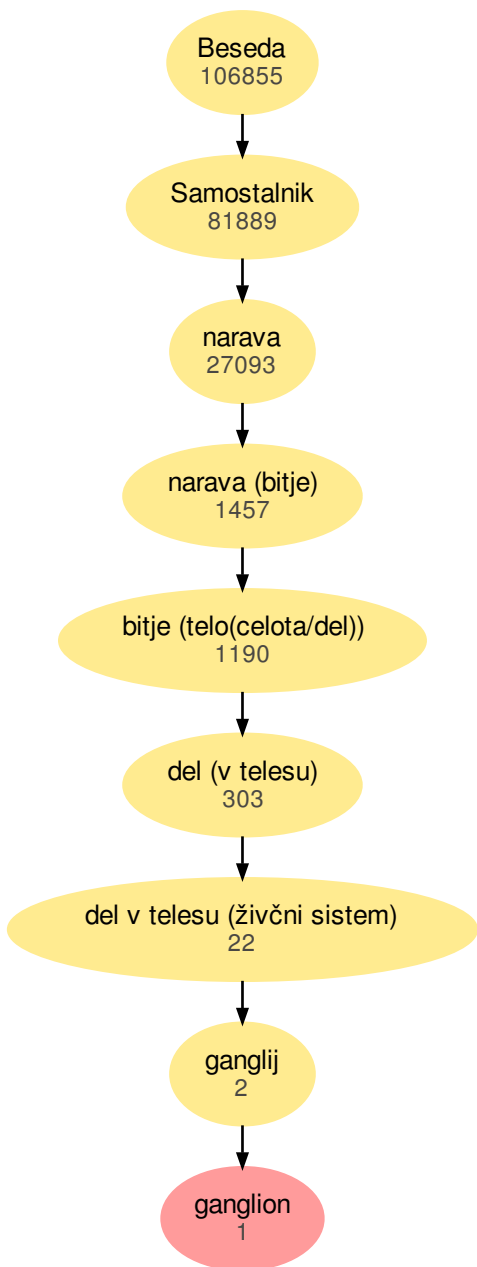 Beseda
106855
Samostalnik
81889
narava
27093
narava (bitje)
1457
bitje (telo(celota/del))
1190
del (v telesu)
303
del v telesu (živčni sistem)
22
ganglij
2
ganglion
1